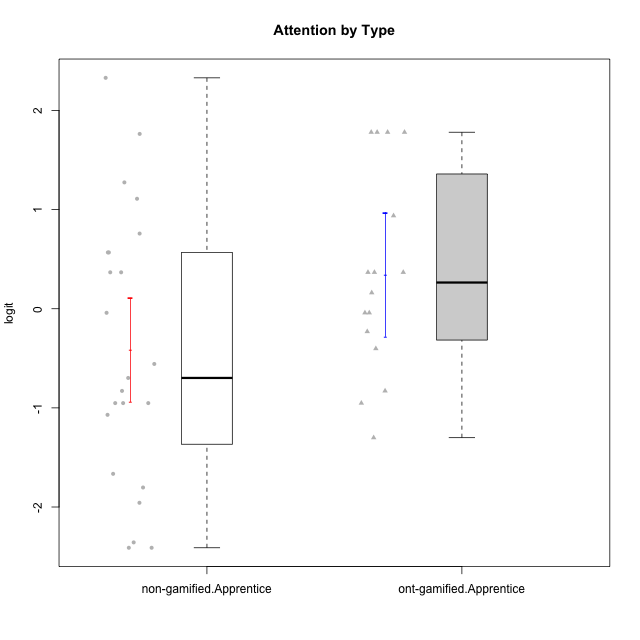 Attention by Type
logit
2
1
0
-1
-2
non-gamified.Apprentice
ont-gamified.Apprentice